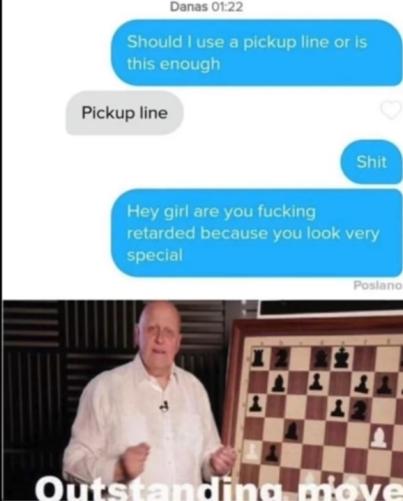 Danas 01:22
Should I use a pickup line or is
this enough
Pickup line
Shit
Hey girl are you fucking
retarded because you look very
special
Poslano
Outstanding move